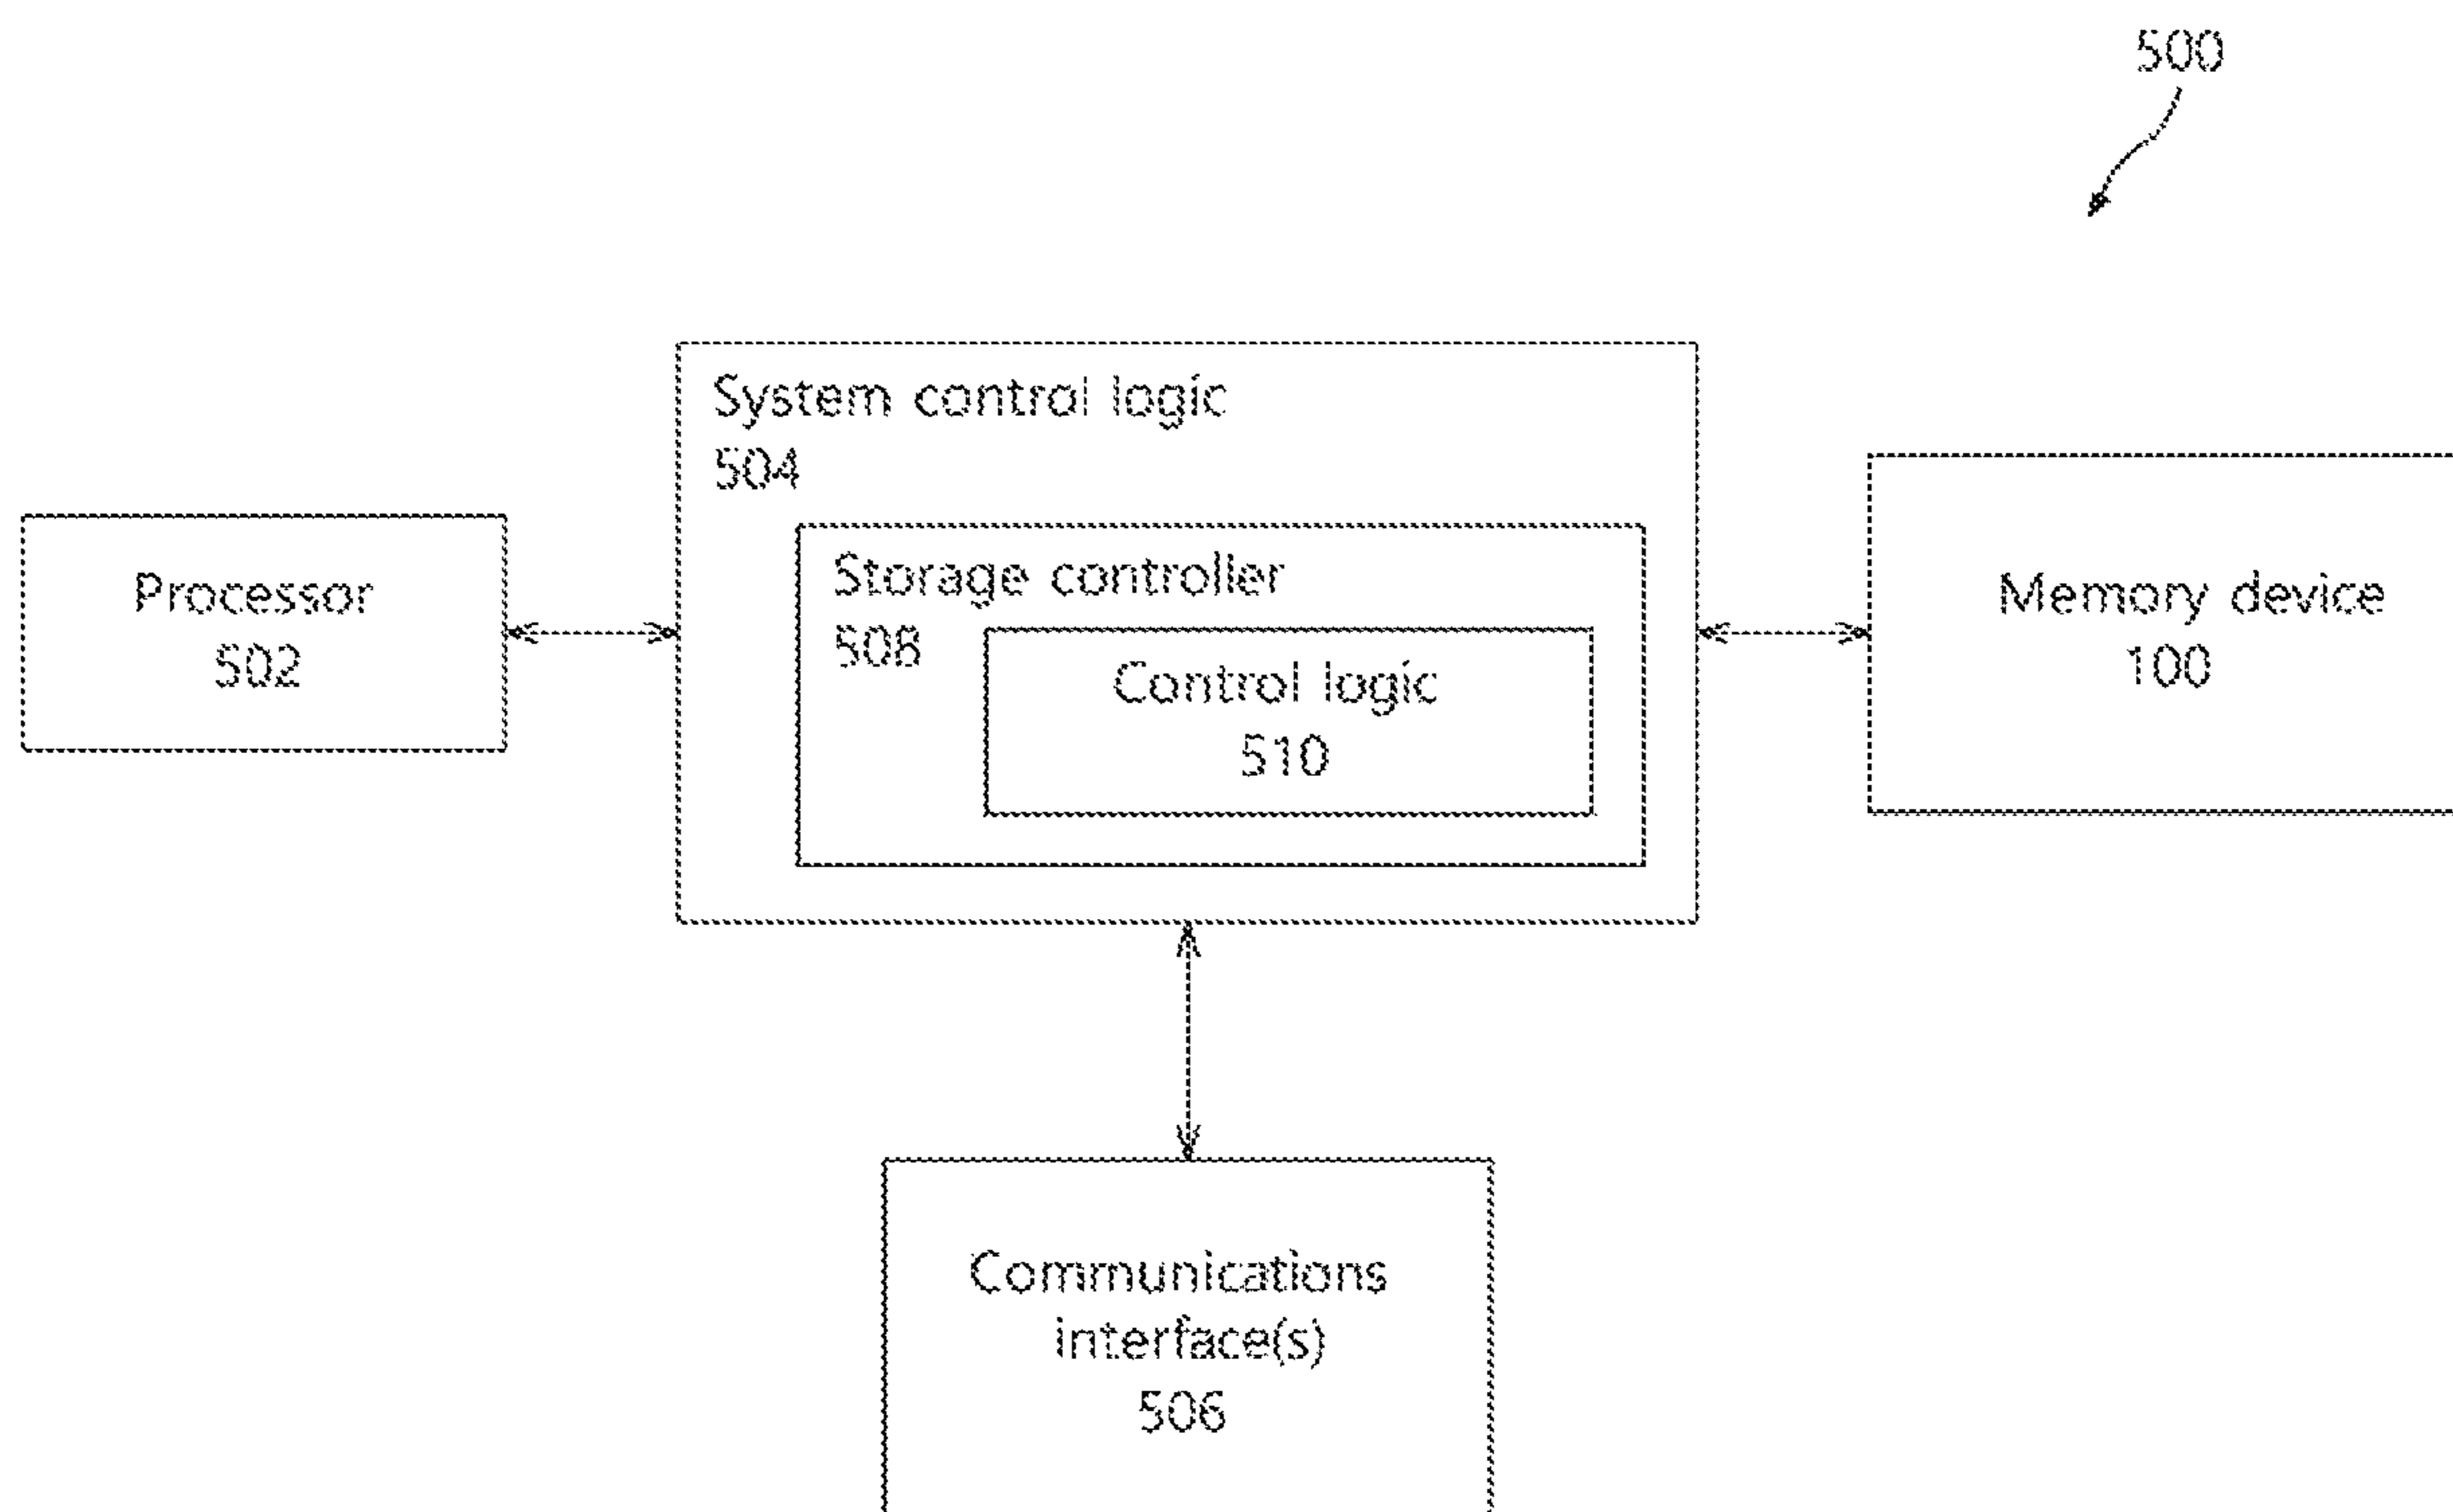 500
System control logic
504
Storage controller
508
Control logic
510
Processor
502
Memory device
100
Communications
interface(s)
506